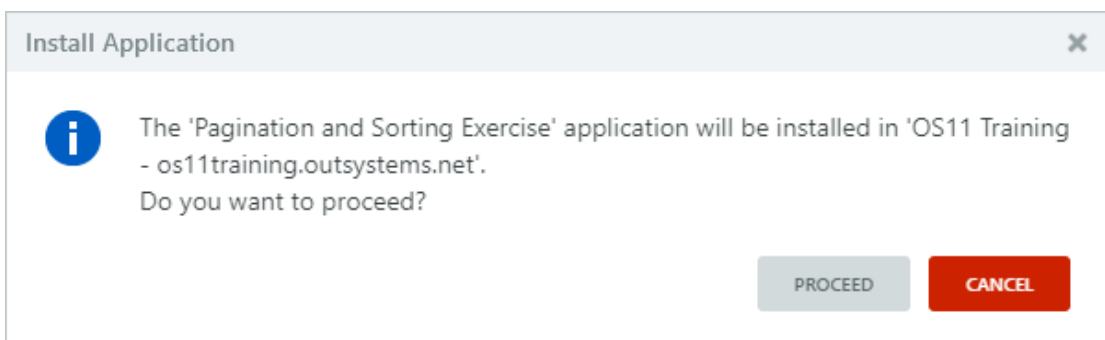 Install Application
The 'Pagination and Sorting Exercise' application will be installed in 'OS11 Training
- os11training.outsystems.net'.
Do you want to proceed?
PROCEED
CANCEL